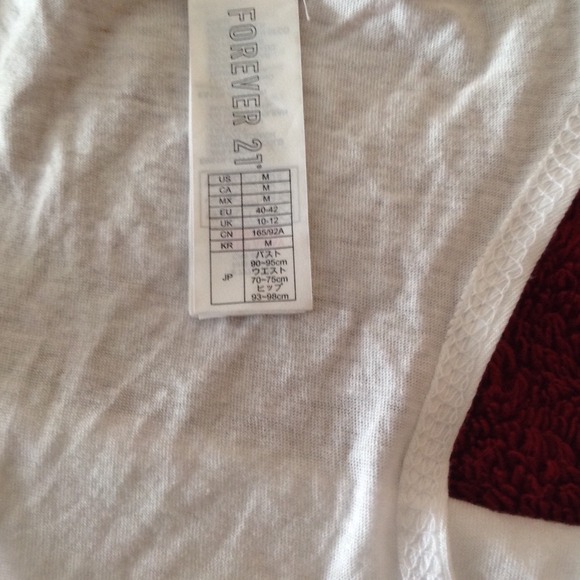 FOREVER 21
US M
CA M
MX M
EU 40-42
UK 10-12
CN 165/92A
KR M
JP バスト
90~95cm
ウエスト
70~75cm
ヒップ
93~98cm